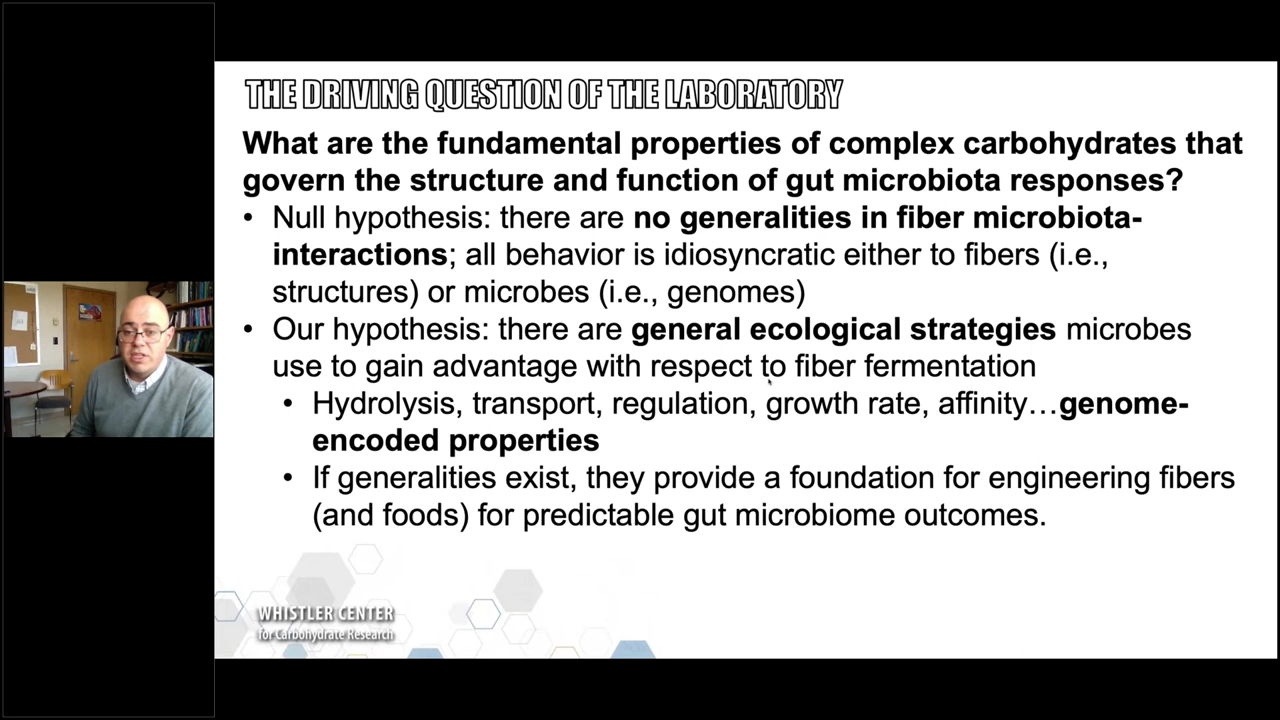 THE DRIVING QUESTION OF THE LABORATORY
What are the fundamental properties of complex carbohydrates that
govern the structure and function of gut microbiota responses?
• Null hypothesis: there are no generalities in fiber microbiota-
interactions; all behavior is idiosyncratic either to fibers (i.e.,
structures) or microbes (i.e., genomes)
• Our hypothesis: there are general ecological strategies microbes
use to gain advantage with respect to fiber fermentation
• Hydrolysis, transport, regulation, growth rate, affinity…genome-
encoded properties
• If generalities exist, they provide a foundation for engineering fibers
(and foods) for predictable gut microbiome outcomes.
WHISTLER CENTER
for Carbohydrate Research